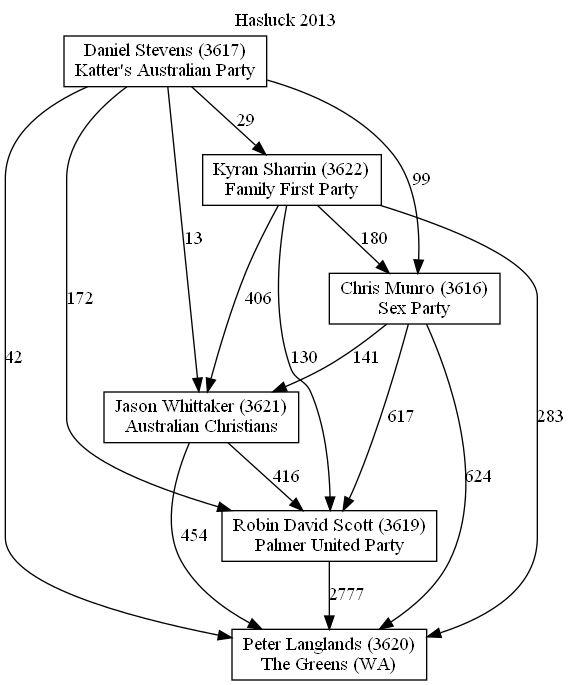 Hasluck 2013
Daniel Stevens (3617)
Katter's Australian Party
29
Kyran Sharrin (3622)
Family First Party
99
13
406
180
Chris Munro (3616)
Sex Party
172
42
130
141
Jason Whittaker (3621)
Australian Christians
617
283
416
624
454
Robin David Scott (3619)
Palmer United Party
2777
Peter Langlands (3620)
The Greens (WA)